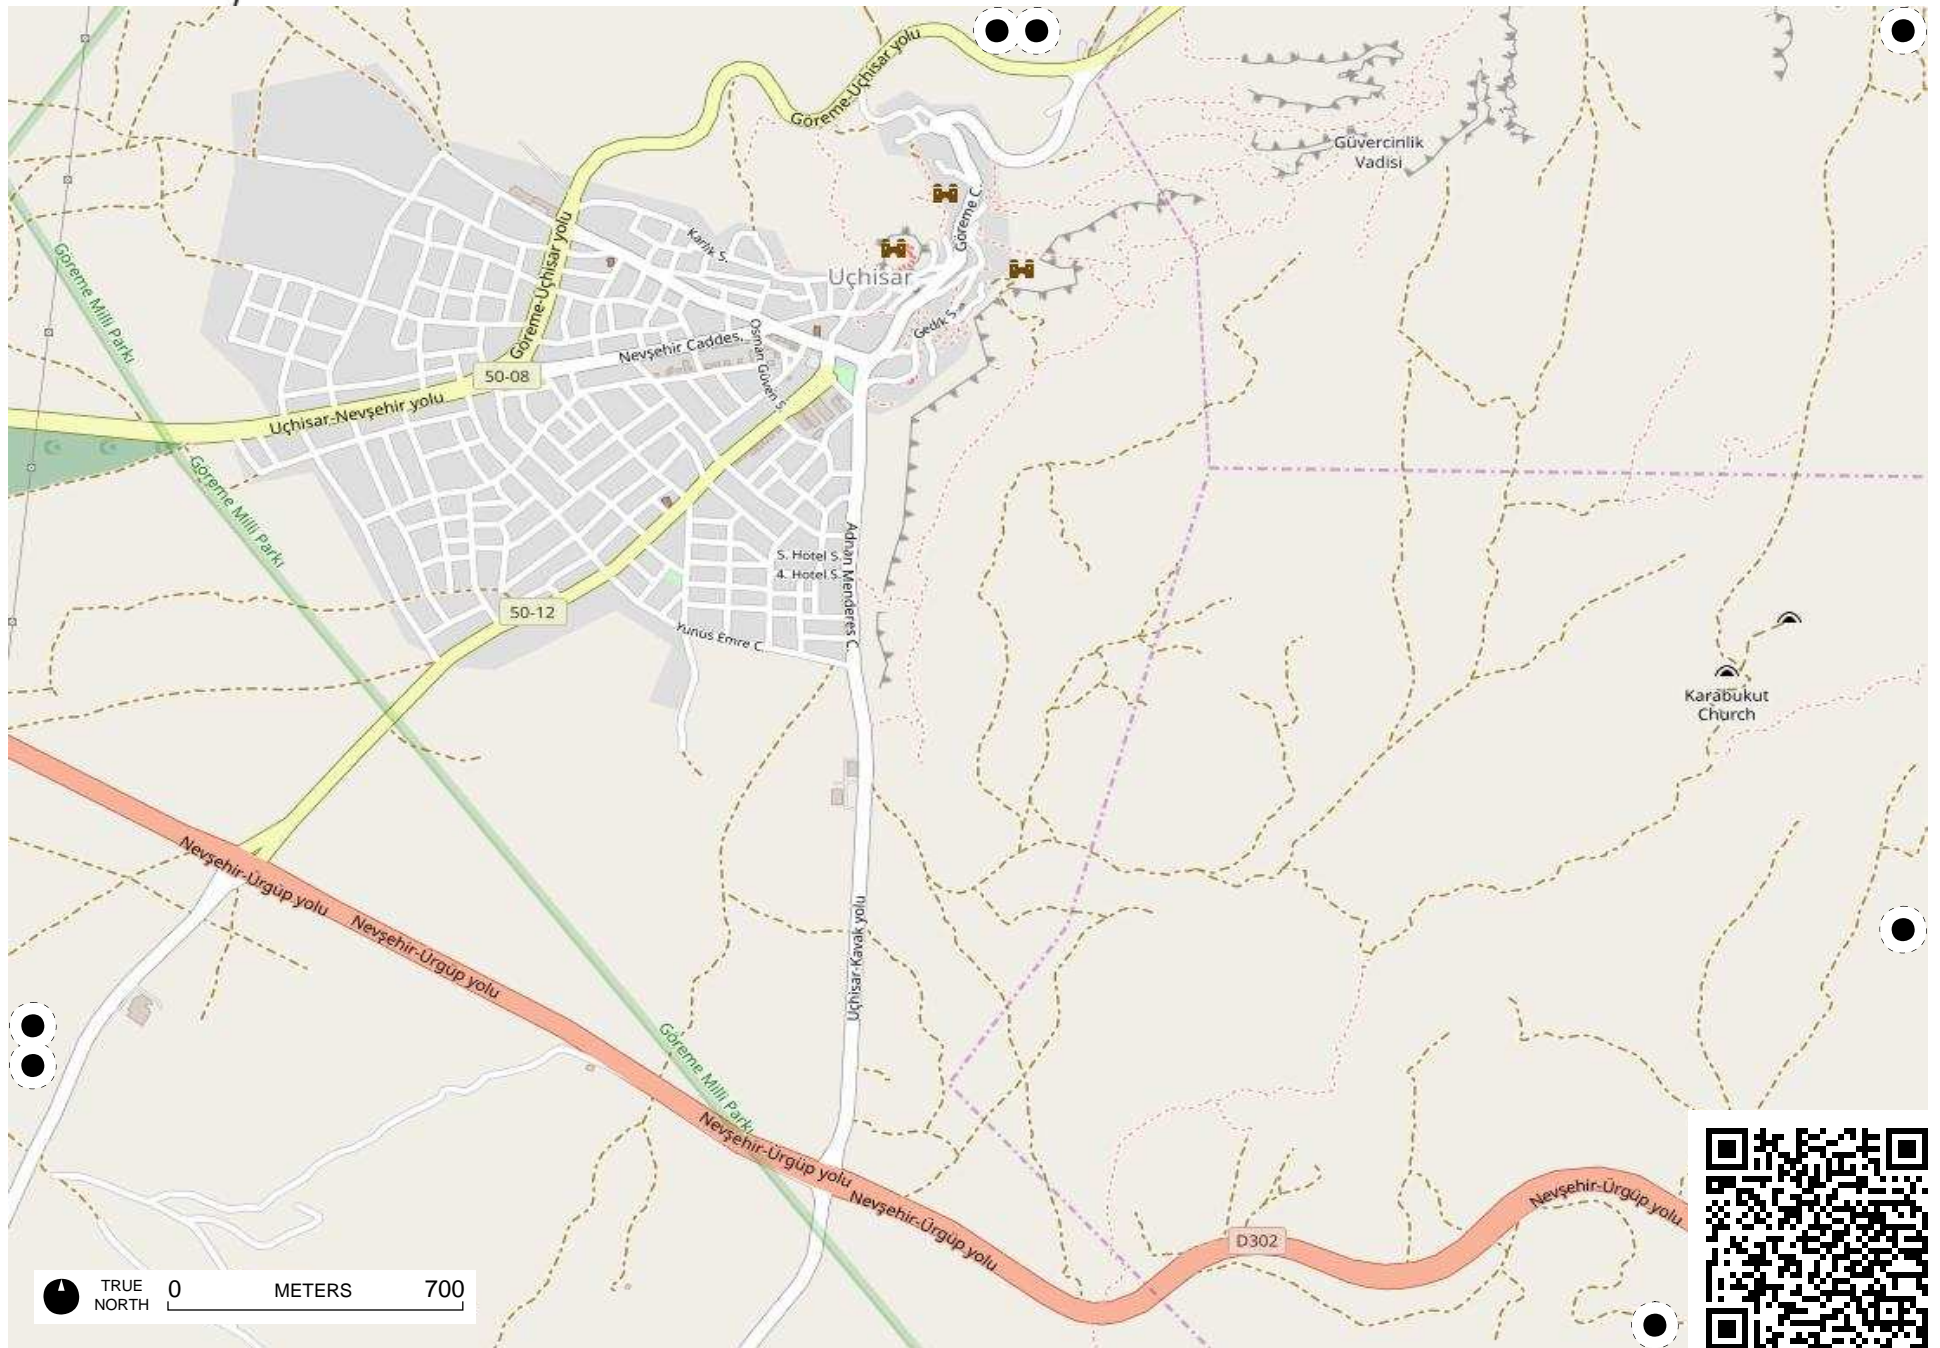 Göreme-Uçhisar yolu
Göreme-Uçhisar yolu
Güvercinlik
Vadisi
Göreme C.
Karlık S.
Göreme Milli Parkı
Uçhisar
Gedik S.
Osman Güven S.
Nevşehir Caddes.
50-08
Uçhisar-Nevşehir yolu
Göreme Milli Parkı
Adnan Menderes C.
5. Hotel S.
4. Hotel S.
50-12
Yunus Emre C.
Karabukut
Church
Nevşehir-Ürgüp yolu
Nevşehir-Ürgüp yolu
Uçhisar-Kavak yolu
Göreme Milli Parkı
Nevşehir-Ürgüp yolu
Nevşehir-Ürgüp yolu
Nevşehir-Ürgüp yolu
D302
TRUE
NORTH
0 METERS 700